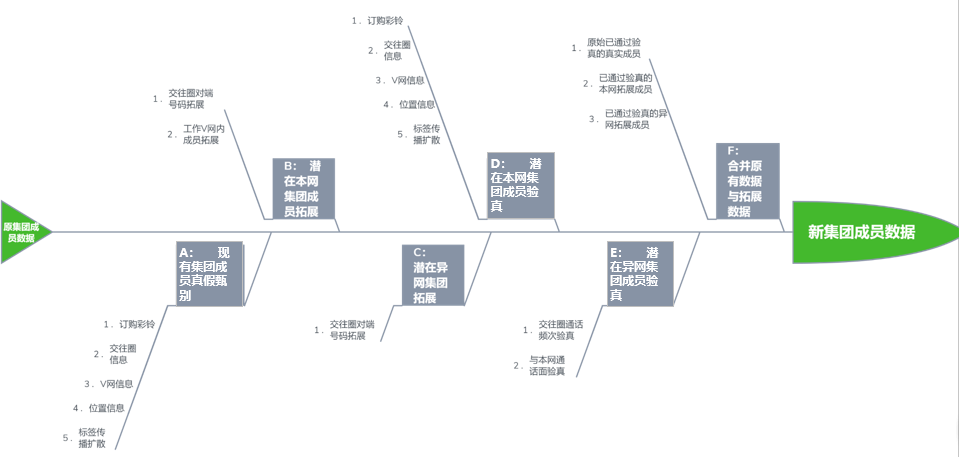 原集团成
员数据
A： 现
有集团成
员真假甄
别
1. 订购彩铃
2. 交往圈
信息
3. V网信息
4. 位置信息
5. 标签传
播扩散
B： 潜
在本网
集团成
员拓展
1. 交往圈对端
号码拓展
2. 工作V网内
成员拓展
C：
潜在异
网集团
拓展
1. 交往圈对端
号码拓展
D： 潜
在本网集
团成员验
真
1. 订购彩铃
2. 交往圈
信息
3. V网信息
4. 位置信息
5. 标签传
播扩散
E： 潜
在异网集
团成员验
真
1. 交往圈通话
频次验真
2. 与本网通
话面验真
F：
合并原
有数据
与拓展
数据
1. 原始已通过验
真的真实成员
2. 已通过验真的
本网拓展成员
3. 已通过验真的异
网拓展成员
新集团成员数据